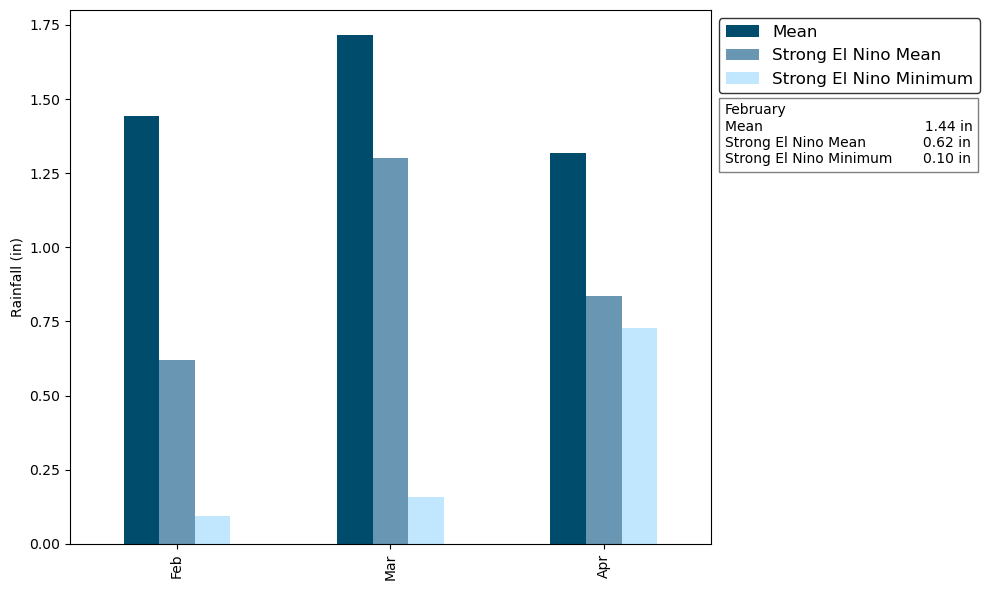 1.75
1.50
1.25
1.00
0.75
0.50
0.25
0.00
Rainfall (in)
Feb
Mar
Apr
Mean
Strong El Nino Mean
Strong El Nino Minimum
February
Mean 1.44 in
Strong El Nino Mean 0.62 in
Strong El Nino Minimum 0.10 in